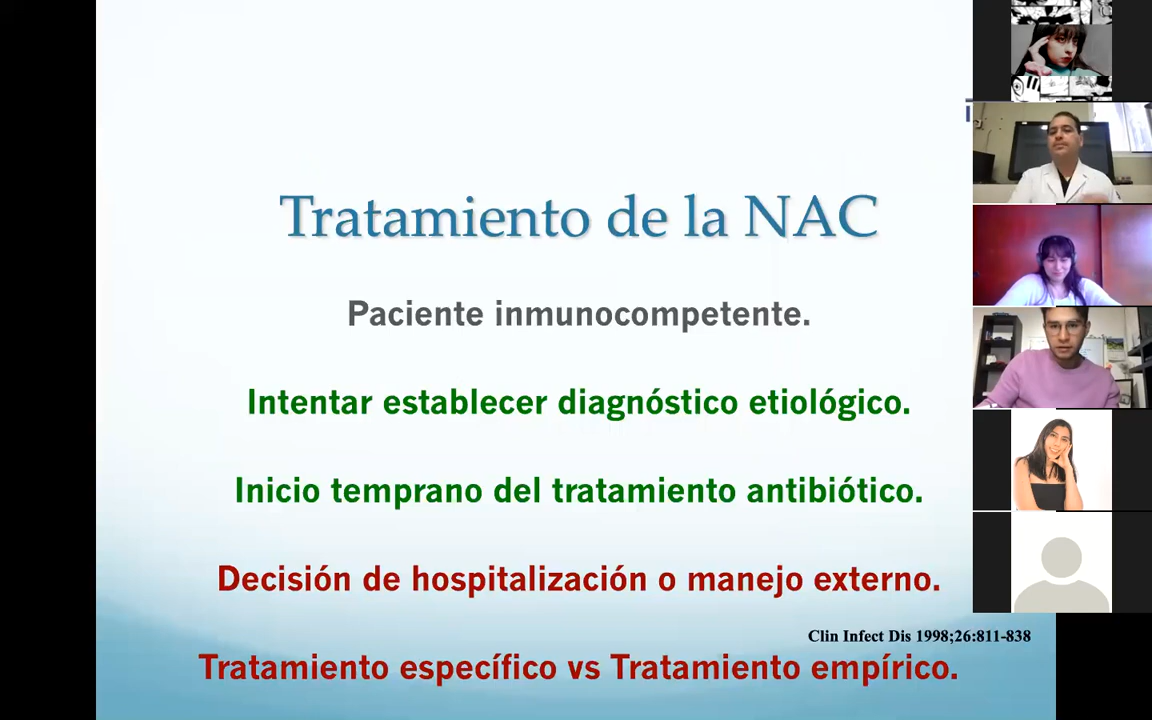 Tratamiento de la NAC
Paciente inmunocompetente.
Intentar establecer diagnóstico etiológico.
Inicio temprano del tratamiento antibiótico.
Decisión de hospitalización o manejo externo.
Clin Infect Dis 1998;26:811-838
Tratamiento específico vs Tratamiento empírico.